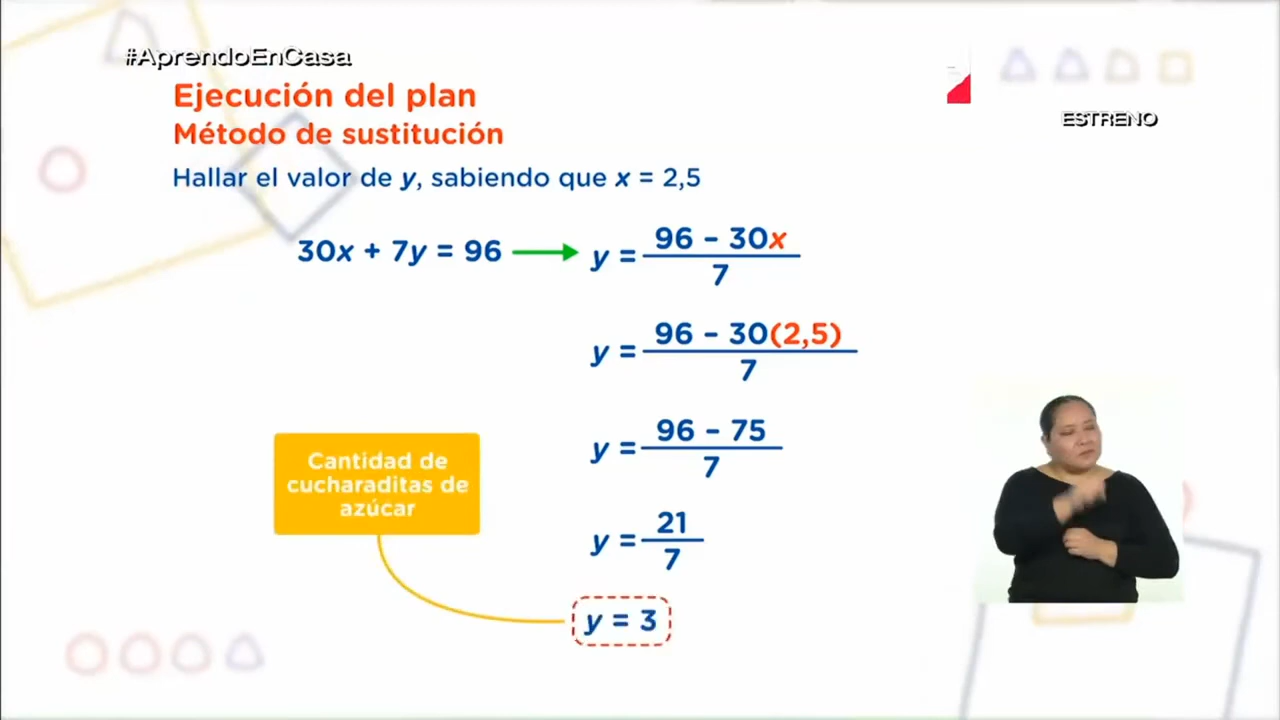 #AprendoEnCasa
Ejecución del plan
Método de sustitución
ESTRENO
Hallar el valor de y, sabiendo que x = 2,5
30x + 7y = 96 → y = (96 – 30x)/7
y = (96 – 30(2,5))/7
y = (96 – 75)/7
Cantidad de
cucharaditas de
azúcar
y = 21/7
y = 3